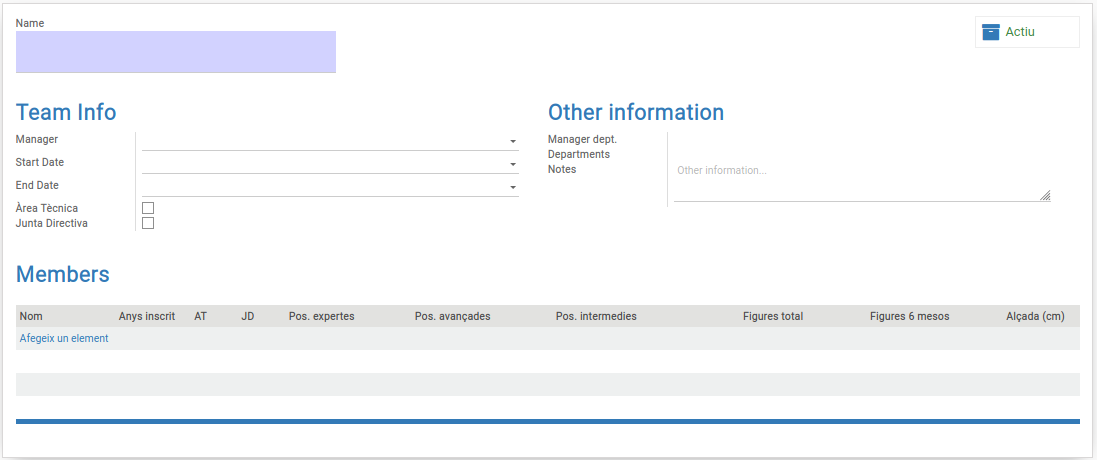 Name
Actiu
Team Info
Manager
Start Date
End Date
Àrea Tècnica
Junta Directiva
Other information
Manager dept.
Departments
Notes
Other information...
Members
Nom Anys inscrit AT JD Pos. expertes Pos. avançades Pos. intermedies Figures total Figures 6 mesos Alçada (cm)
Afegeix un element